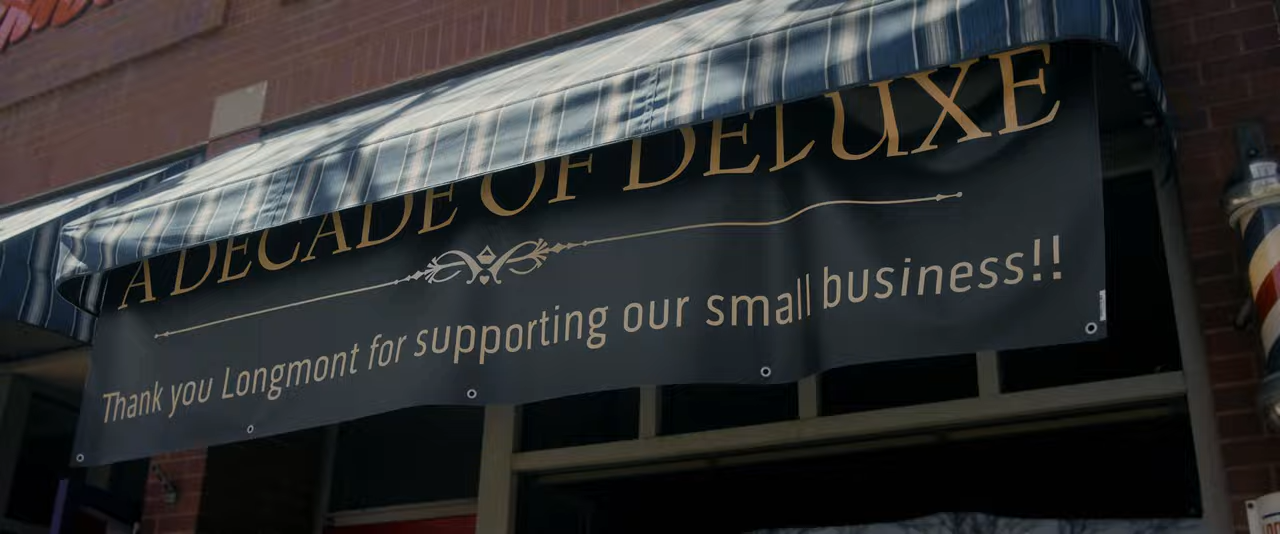 A DECADE OF DELUXE
Thank you Longmont for supporting our small business!!